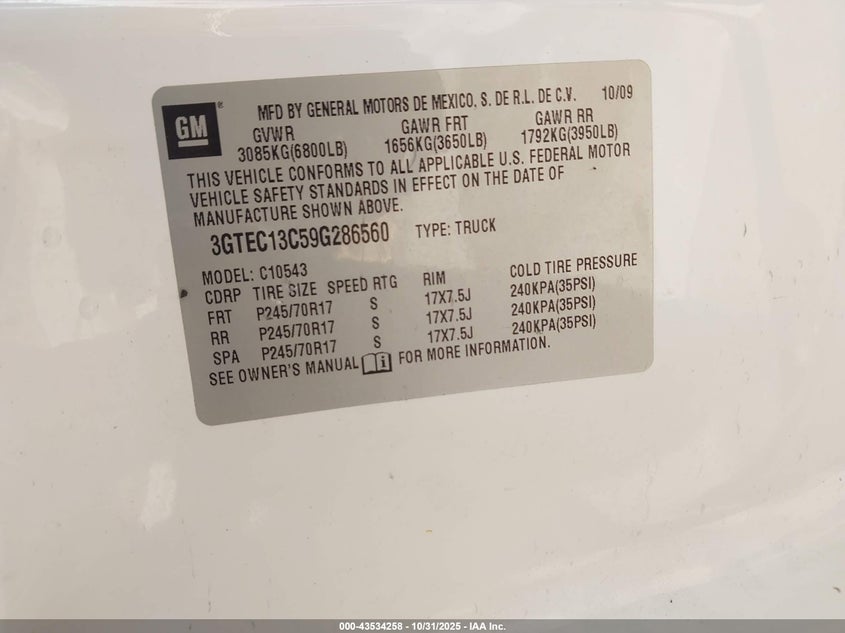 GM ® MFD BY GENERAL MOTORS DE MEXICO, S. DE R.L. DE C.V. 10/09
GVWR GAWR FRT GAWR RR
3085KG(6800LB) 1656KG(3650LB) 1792KG(3950LB)
THIS VEHICLE CONFORMS TO ALL APPLICABLE U.S. FEDERAL MOTOR
VEHICLE SAFETY STANDARDS IN EFFECT ON THE DATE OF
MANUFACTURE SHOWN ABOVE.
3GTEC13C59G286560 TYPE: TRUCK
MODEL: C10543
CDRP TIRE SIZE SPEED RTG RIM COLD TIRE PRESSURE
FRT P245/70R17 S 17X7.5J 240KPA(35PSI)
RR P245/70R17 S 17X7.5J 240KPA(35PSI)
SPA P245/70R17 S 17X7.5J 240KPA(35PSI)
SEE OWNER'S MANUAL i FOR MORE INFORMATION.
000-43534258 - 10/31/2025 - IAA Inc.